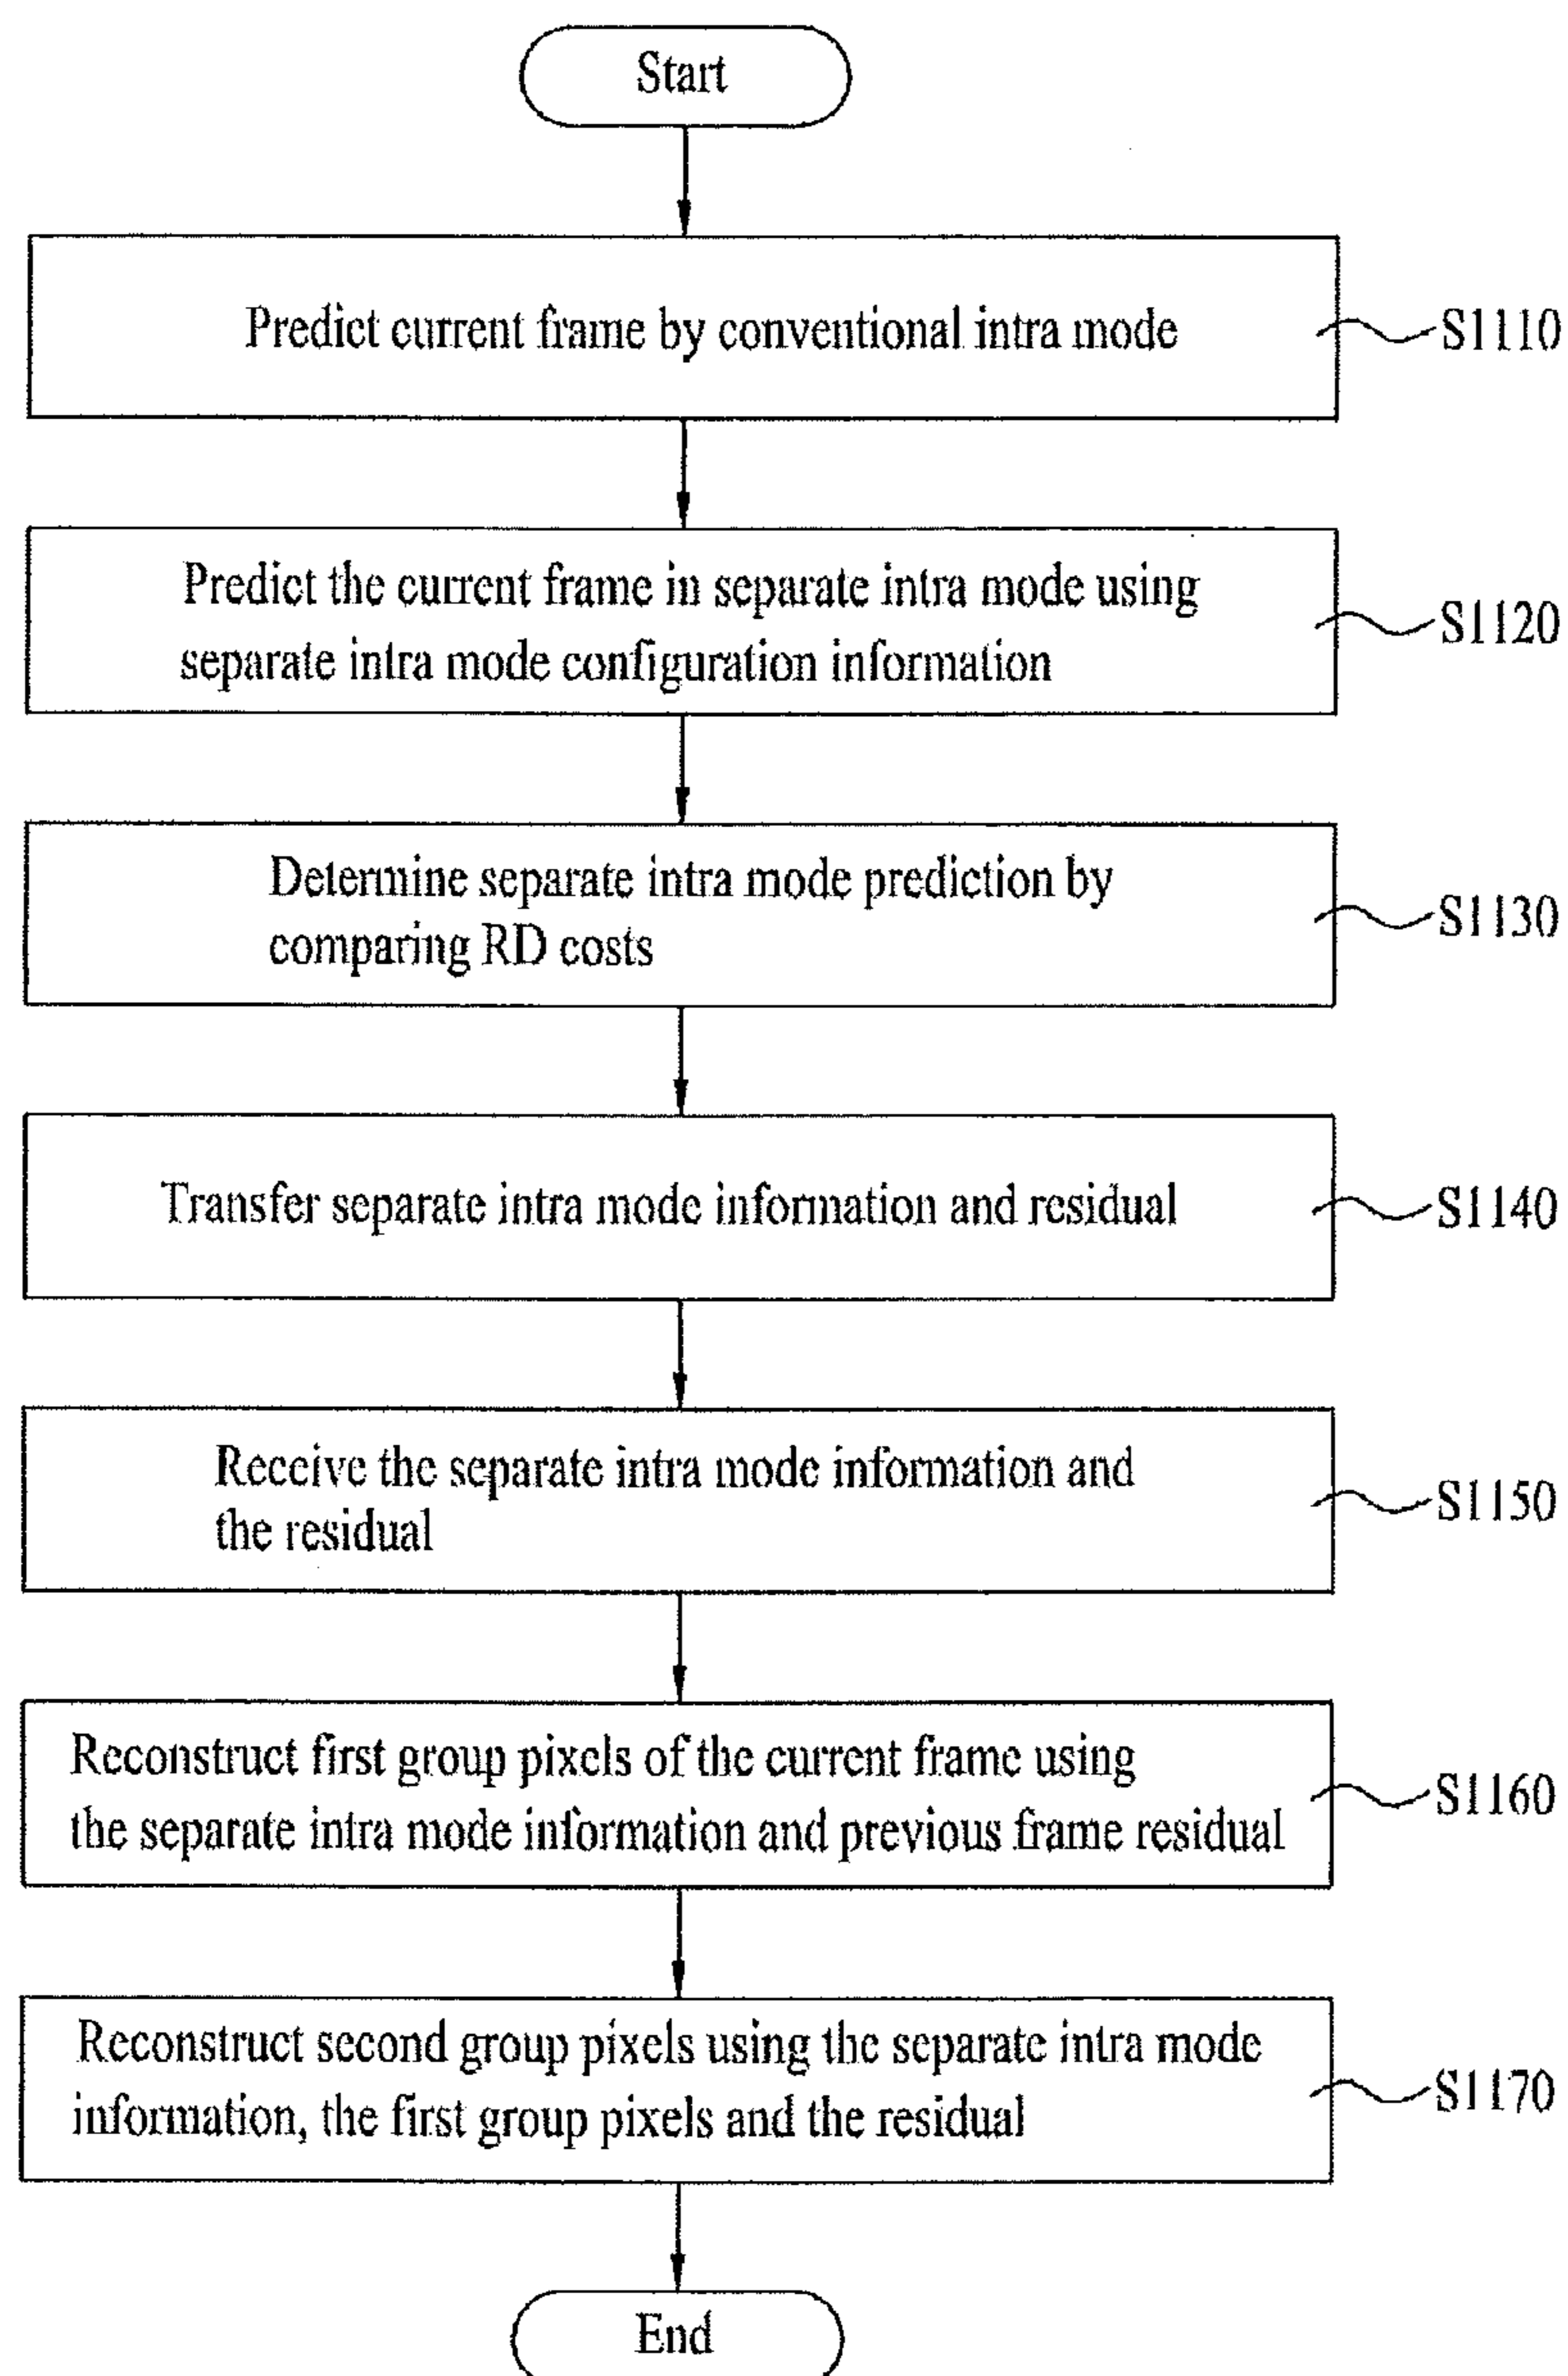 Start
Predict current frame by conventional intra mode
S1110
Predict the current frame in separate intra mode using
separate intra mode configuration information
S1120
Determine separate intra mode prediction by
comparing RD costs
S1130
Transfer separate intra mode information and residual
S1140
Receive the separate intra mode information and
the residual
S1150
Reconstruct first group pixels of the current frame using
the separate intra mode information and previous frame residual
S1160
Reconstruct second group pixels using the separate intra mode
information, the first group pixels and the residual
S1170
End